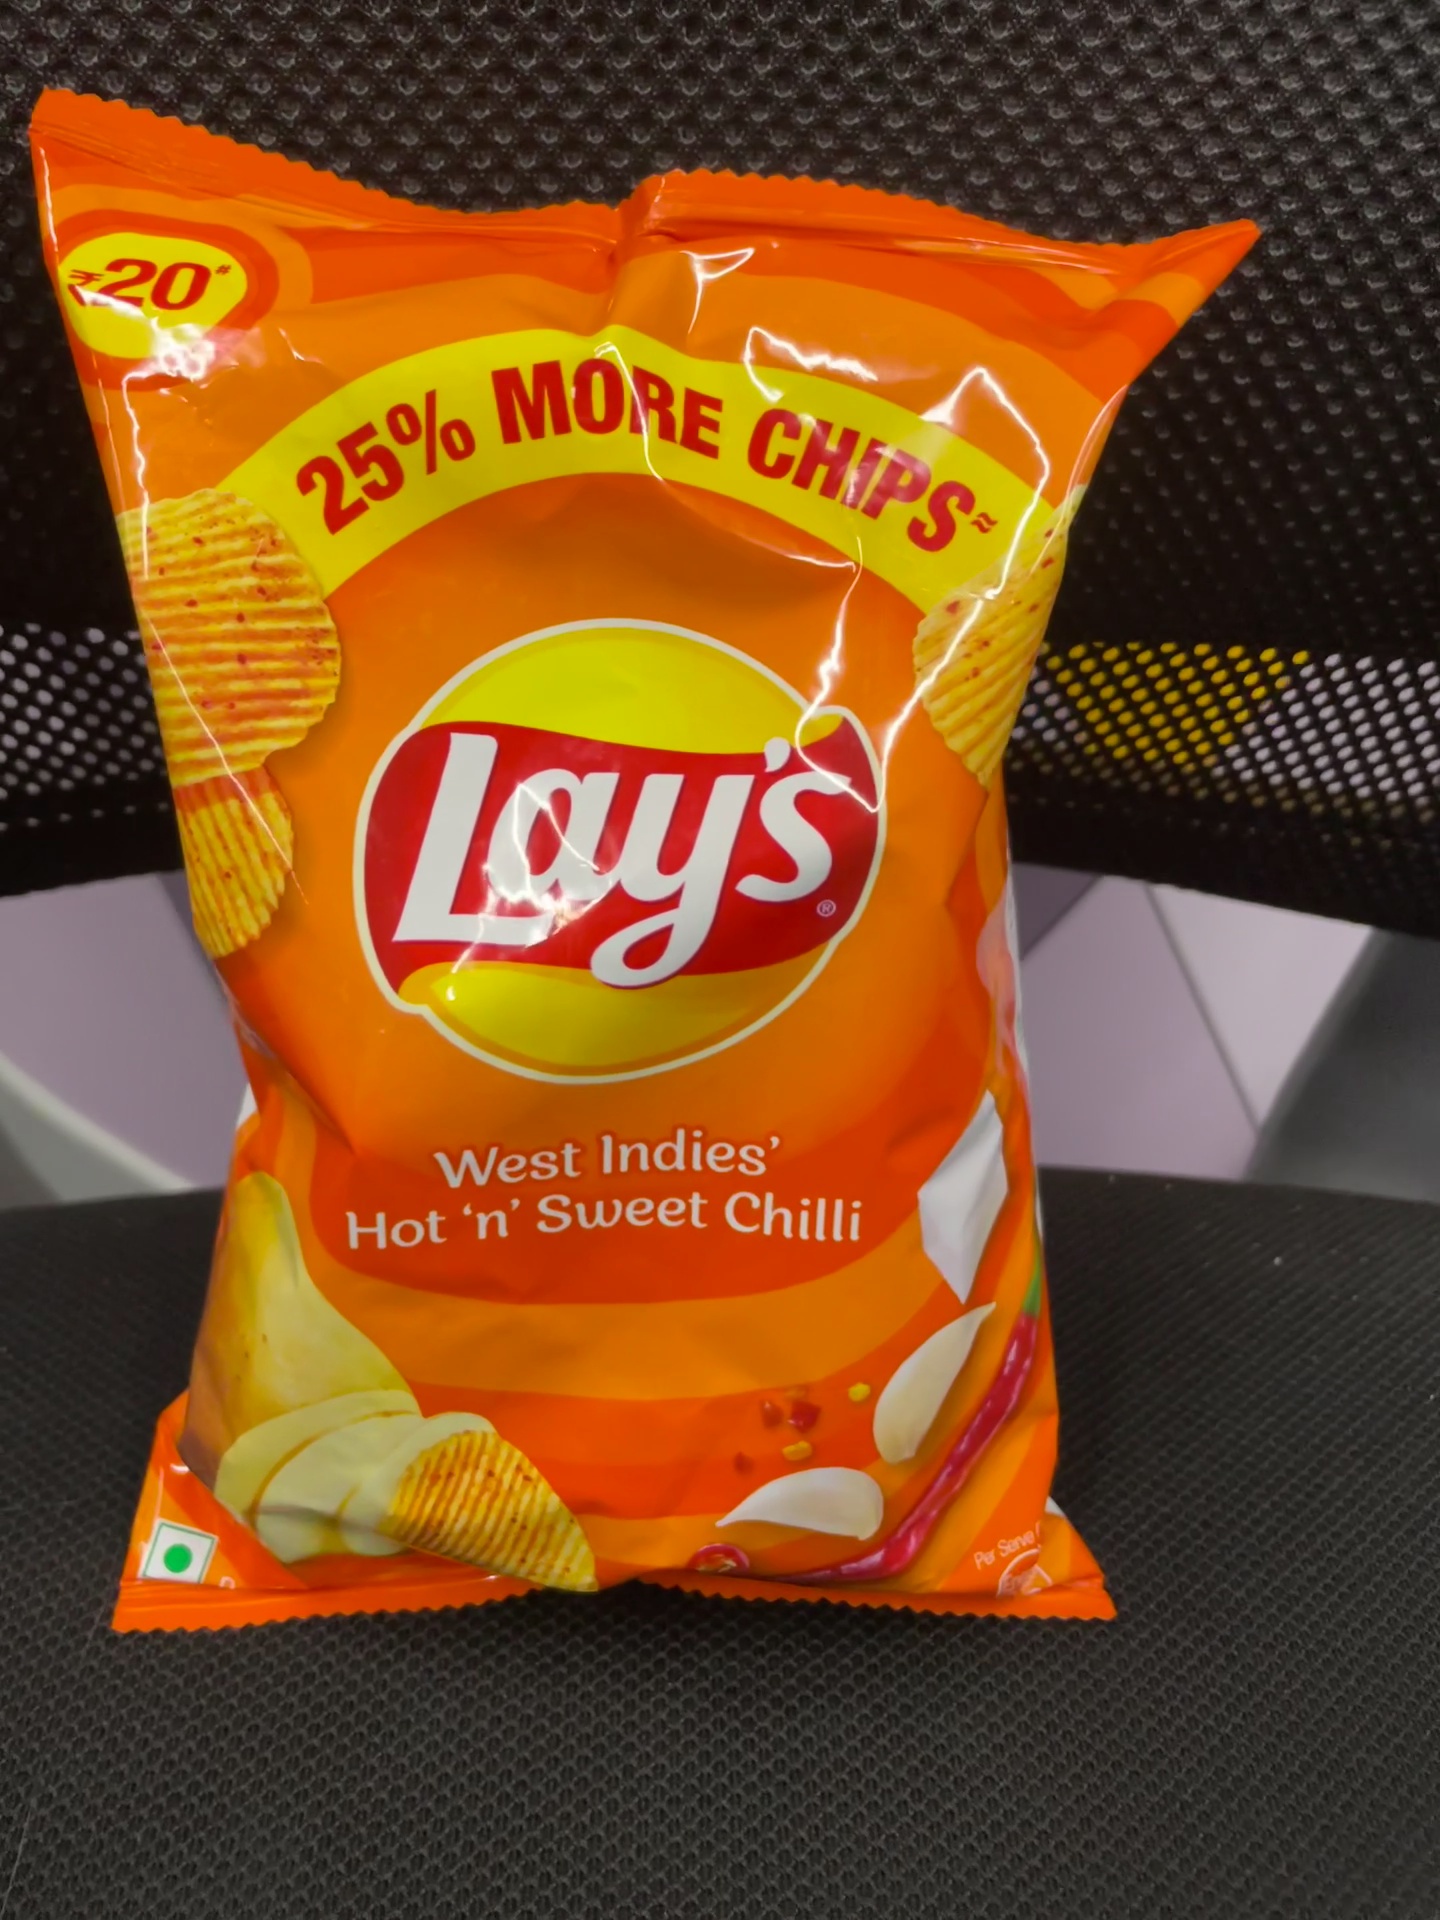 ₹20#
25% MORE CHIPS≈
Lay's®
West Indies'
Hot 'n' Sweet Chilli
Per Serve